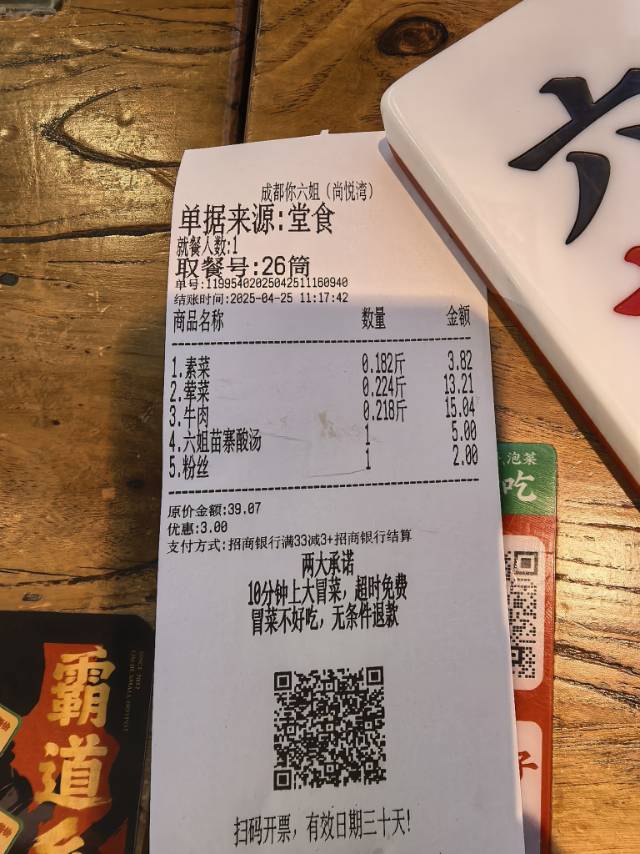 成都你六姐（尚悦湾）
单据来源:堂食
就餐人数:1
取餐号:26筒
单号:11995402025042511160940
结账时间:2025-04-25 11:17:42
商品名称 数量 金额
1.素菜 0.182斤 3.82
2.荤菜 0.224斤 13.21
3.牛肉 0.218斤 15.04
4.六姐苗寨酸汤 1 5.00
5.粉丝 1 2.00
原价金额:39.07
优惠:3.00
支付方式:招商银行满33减3+招商银行结算
两大承诺
10分钟上大冒菜，超时免费
冒菜不好吃，无条件退款
扫码开票，有效日期三十天!
六
泡菜
吃
子
霸道